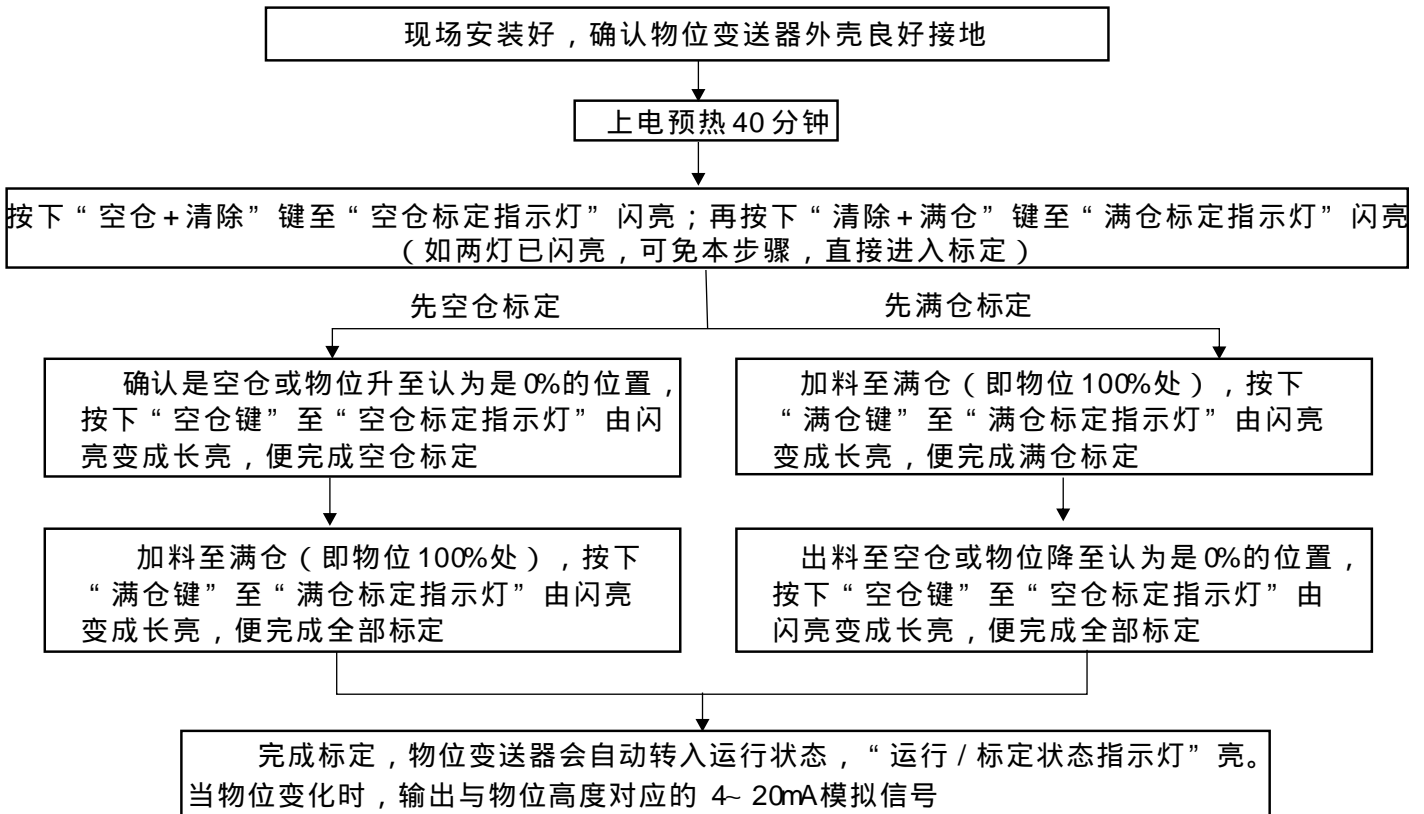 现场安装好，确认物位变送器外壳良好接地
上电预热40分钟
按下“空仓+清除”键至“空仓标定指示�”闪亮；再按下“清除+满仓”键至“满仓标定指示灯”闪亮
（如两灯已闪亮，可免本步骤，直接进入标定）
先空仓标定
先满仓标定
确认是空仓或物位升至认为是0%的位置，
按下“空仓键”至“空仓标定指示灯”由闪
亮变成长亮，便完成空仓标定
加料至满仓（即物位100%处），按下
“满仓键”至“满仓标定指示灯”由闪亮
变成长亮，便完成满仓标定
加料至满仓（即物位100%处），按下
“满仓键”至“满仓标定指示灯”由闪亮
变成长亮，便完成全部标定
出料至空仓或物位降至认为是0%的位置，
按下“空仓键”至“空仓标定指示灯”由
闪亮变成长亮，便完成全部标定
完成标定，物位变送器会自动转入运行状态，“运行/标定状态指示灯”亮。
当物位变化时，输出与物位高度对应的 4~20mA模拟信号